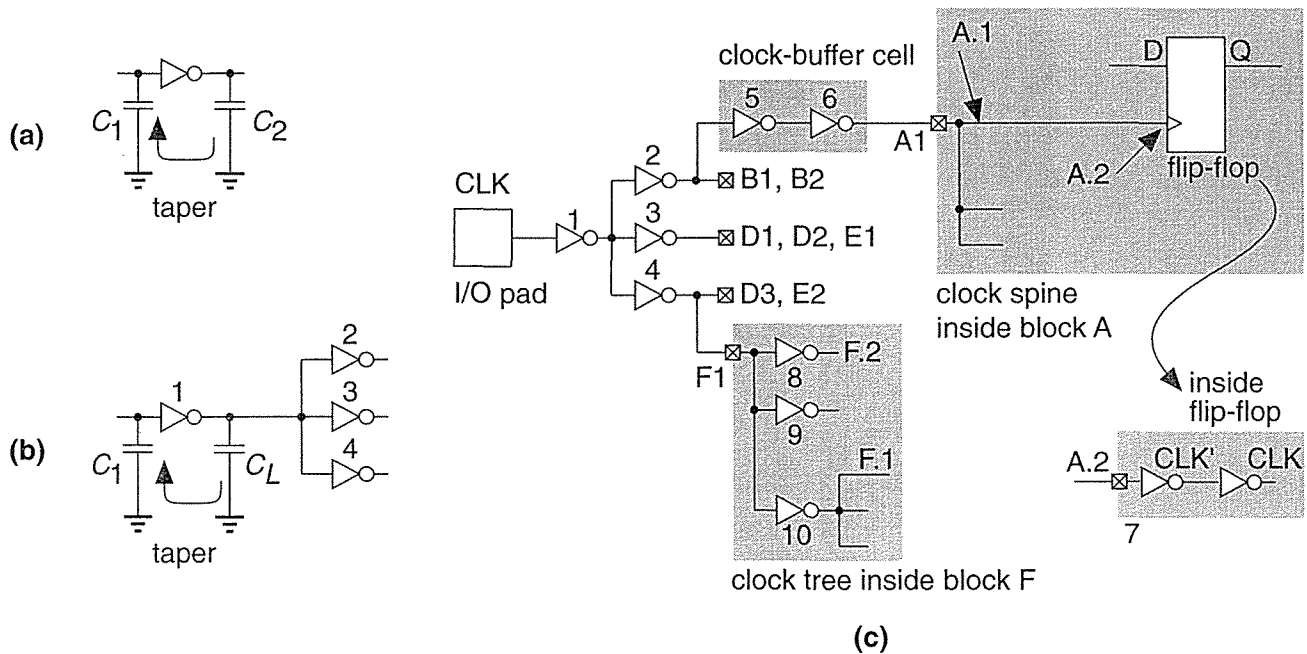 (a)
C1
C2
taper
(b)
1
2
3
4
C1
CL
taper
CLK
I/O pad
1
2
3
4
clock-buffer cell
5
6
A1
B1, B2
D1, D2, E1
D3, E2
A.1
D
Q
A.2
flip-flop
clock spine
inside block A
F1
F.2
8
9
F.1
10
clock tree inside block F
inside
flip-flop
A.2
CLK'
CLK
7
(c)